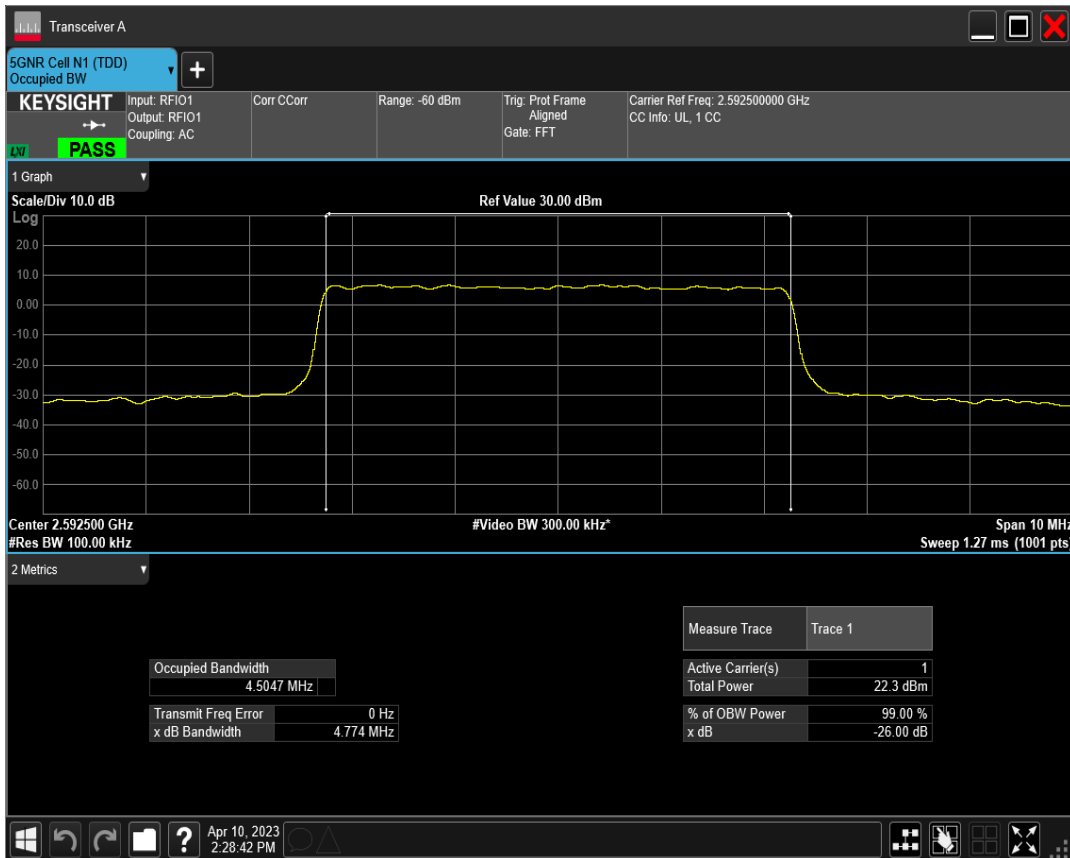 Transceiver A
5GNR Cell N1 (TDD)
Occupied BW
+
KEYSIGHT
LXI
PASS
Input: RFIO1
Output: RFIO1
Coupling: AC
Corr CCorr
Range: -60 dBm
Trig: Prot Frame
Aligned
Gate: FFT
Carrier Ref Freq: 2.592500000 GHz
CC Info: UL, 1 CC
1 Graph
Scale/Div 10.0 dB
Ref Value 30.00 dBm
Log
20.0
10.0
0.00
-10.0
-20.0
-30.0
-40.0
-50.0
-60.0
Center 2.592500 GHz
#Video BW 300.00 kHz*
Span 10 MHz
#Res BW 100.00 kHz
Sweep 1.27 ms (1001 pts)
2 Metrics
Measure Trace Trace 1
Occupied Bandwidth
4.5047 MHz
Active Carrier(s) 1
Total Power 22.3 dBm
Transmit Freq Error 0 Hz
x dB Bandwidth 4.774 MHz
% of OBW Power 99.00 %
x dB -26.00 dB
?
Apr 10, 2023
2:28:42 PM